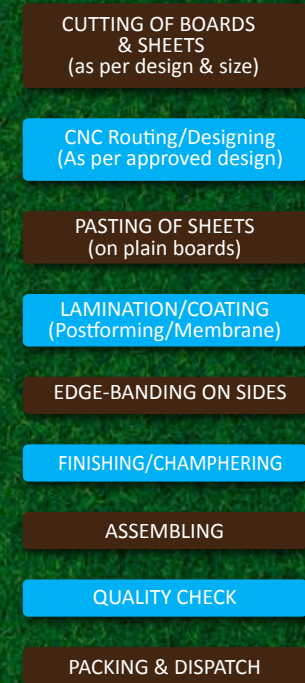 CUTTING OF BOARDS
& SHEETS
(as per design & size)
CNC Routing/Designing
(As per approved design)
PASTING OF SHEETS
(on plain boards)
LAMINATION/COATING
(Postforming/Membrane)
EDGE-BANDING ON SIDES
FINISHING/CHAMPHERING
ASSEMBLING
QUALITY CHECK
PACKING & DISPATCH